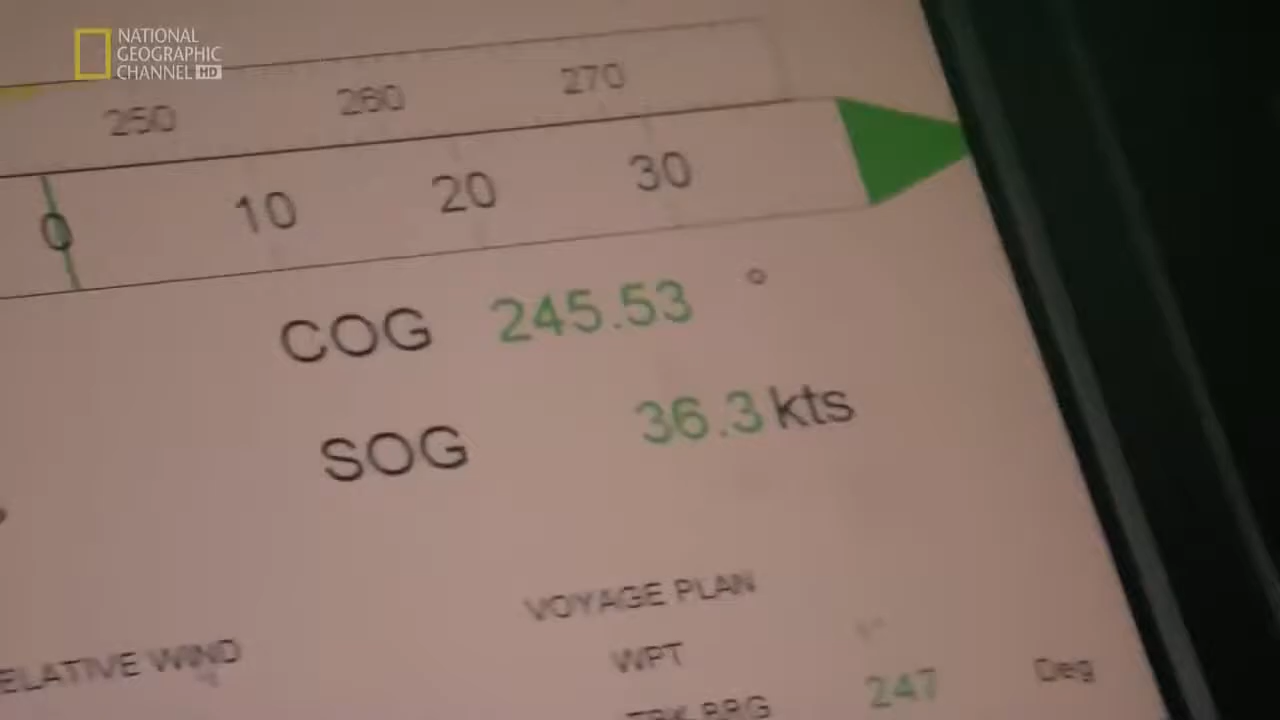 NATIONAL
GEOGRAPHIC
CHANNEL HD
250 260 270
0 10 20 30
COG 245.53 °
SOG 36.3 kts
VOYAGE PLAN
WIND
WPT
247 Deg